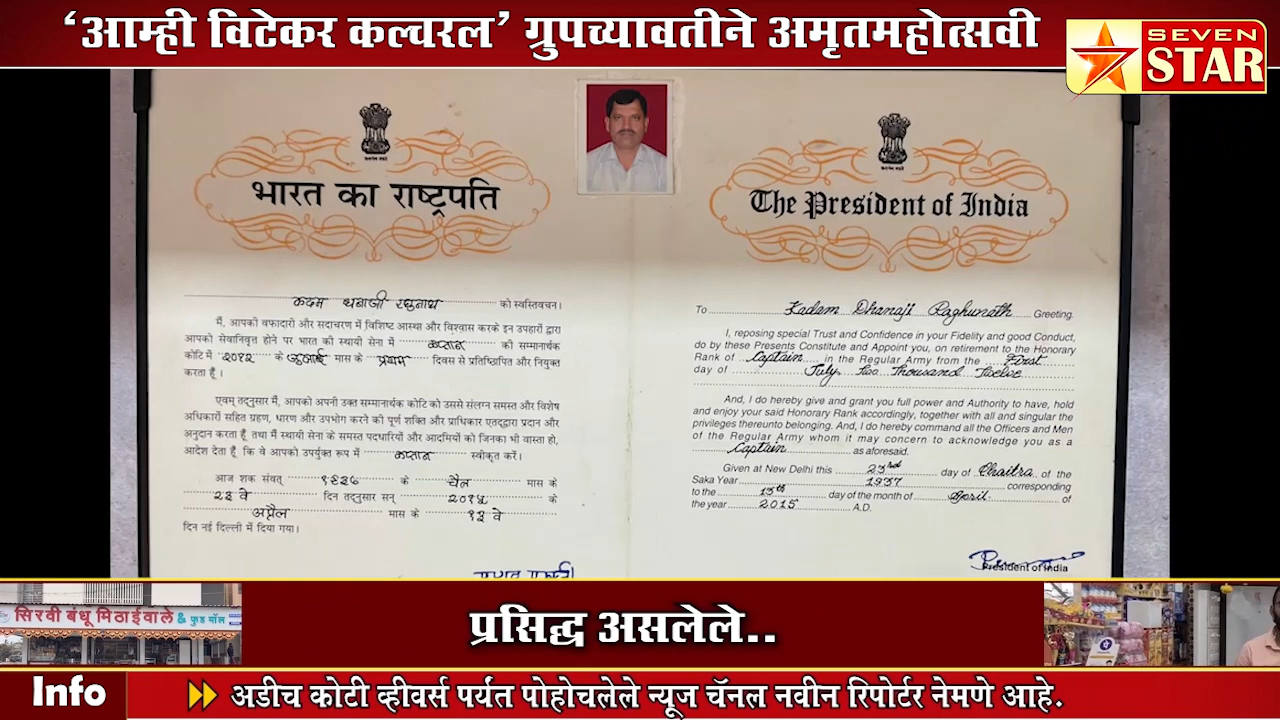 ‘आम्ही विटेकर कल्चरल’ ग्रुपच्यावतीने अमृतमहोत्सवी
SEVEN
STAR
भारत का राष्ट्रपति
कदम धनाजी रघुनाथ को स्वस्तिवचन।
मैं, आपको वफादारी और सदाचरण में विशिष्ट आस्था और विश्वास करके इन उपहारों द्वारा
आपको सेवानिवृत्त होने पर भारत की स्थायी सेना में कप्तान की सम्मानार्थ
कोटि में २०१२ के जुलाई मास के प्रथम दिवस से प्रतिष्ठापित और नियुक्त
करता हूँ।
एवम् तद्नुसार मैं, आपको अपनी उक्त सम्मानार्थक कोटि को उससे संलग्न समस्त और विशेष
अधिकारों सहित ग्रहण, धारण और उपभोग करने की पूर्ण शक्ति और प्राधिकार एतद्द्वारा प्रदान और
अनुदान करता हूँ, तथा मैं स्थायी सेना के समस्त पदधारियों और आदमियों को जिनका भी वास्ता हो,
आदेश देता हूँ कि वे आपको उपर्युक्त रूप में कप्तान स्वीकृत करें।
आज शक संवत् १९३७ के चैत्र मास के
२३ वे दिन तद्नुसार सन् २०१५ के
अप्रैल मास के १३ वे
दिन नई दिल्ली में दिया गया।
The President of India
To Kadam Dhanaji Raghunath Greeting.
I, reposing special Trust and Confidence in your Fidelity and good Conduct,
do by these Presents Constitute and Appoint you, on retirement to the Honorary
Rank of Captain in the Regular Army from the First
day of July Two Thousand Twelve
And, I do hereby give and grant you full power and Authority to have, hold
and enjoy your said Honorary Rank accordingly, together with all and singular the
privileges thereunto belonging. And, I do hereby command all the Officers and Men
of the Regular Army whom it may concern to acknowledge you as a
Captain as aforesaid.
Given at New Delhi this 23rd day of Chaitra of the
Saka Year 1937 corresponding
to the 13th day of the month of April of
the year 2015 A.D.
President of India
सिरवी बंधू मिठाईवाले & फुड मॉल
प्रसिद्ध असलेले..
Info
अडीच कोटी व्हीवर्स पर्यंत पोहोचलेले न्यूज चॅनल नवीन रिपोर्टर नेमणे आहे.